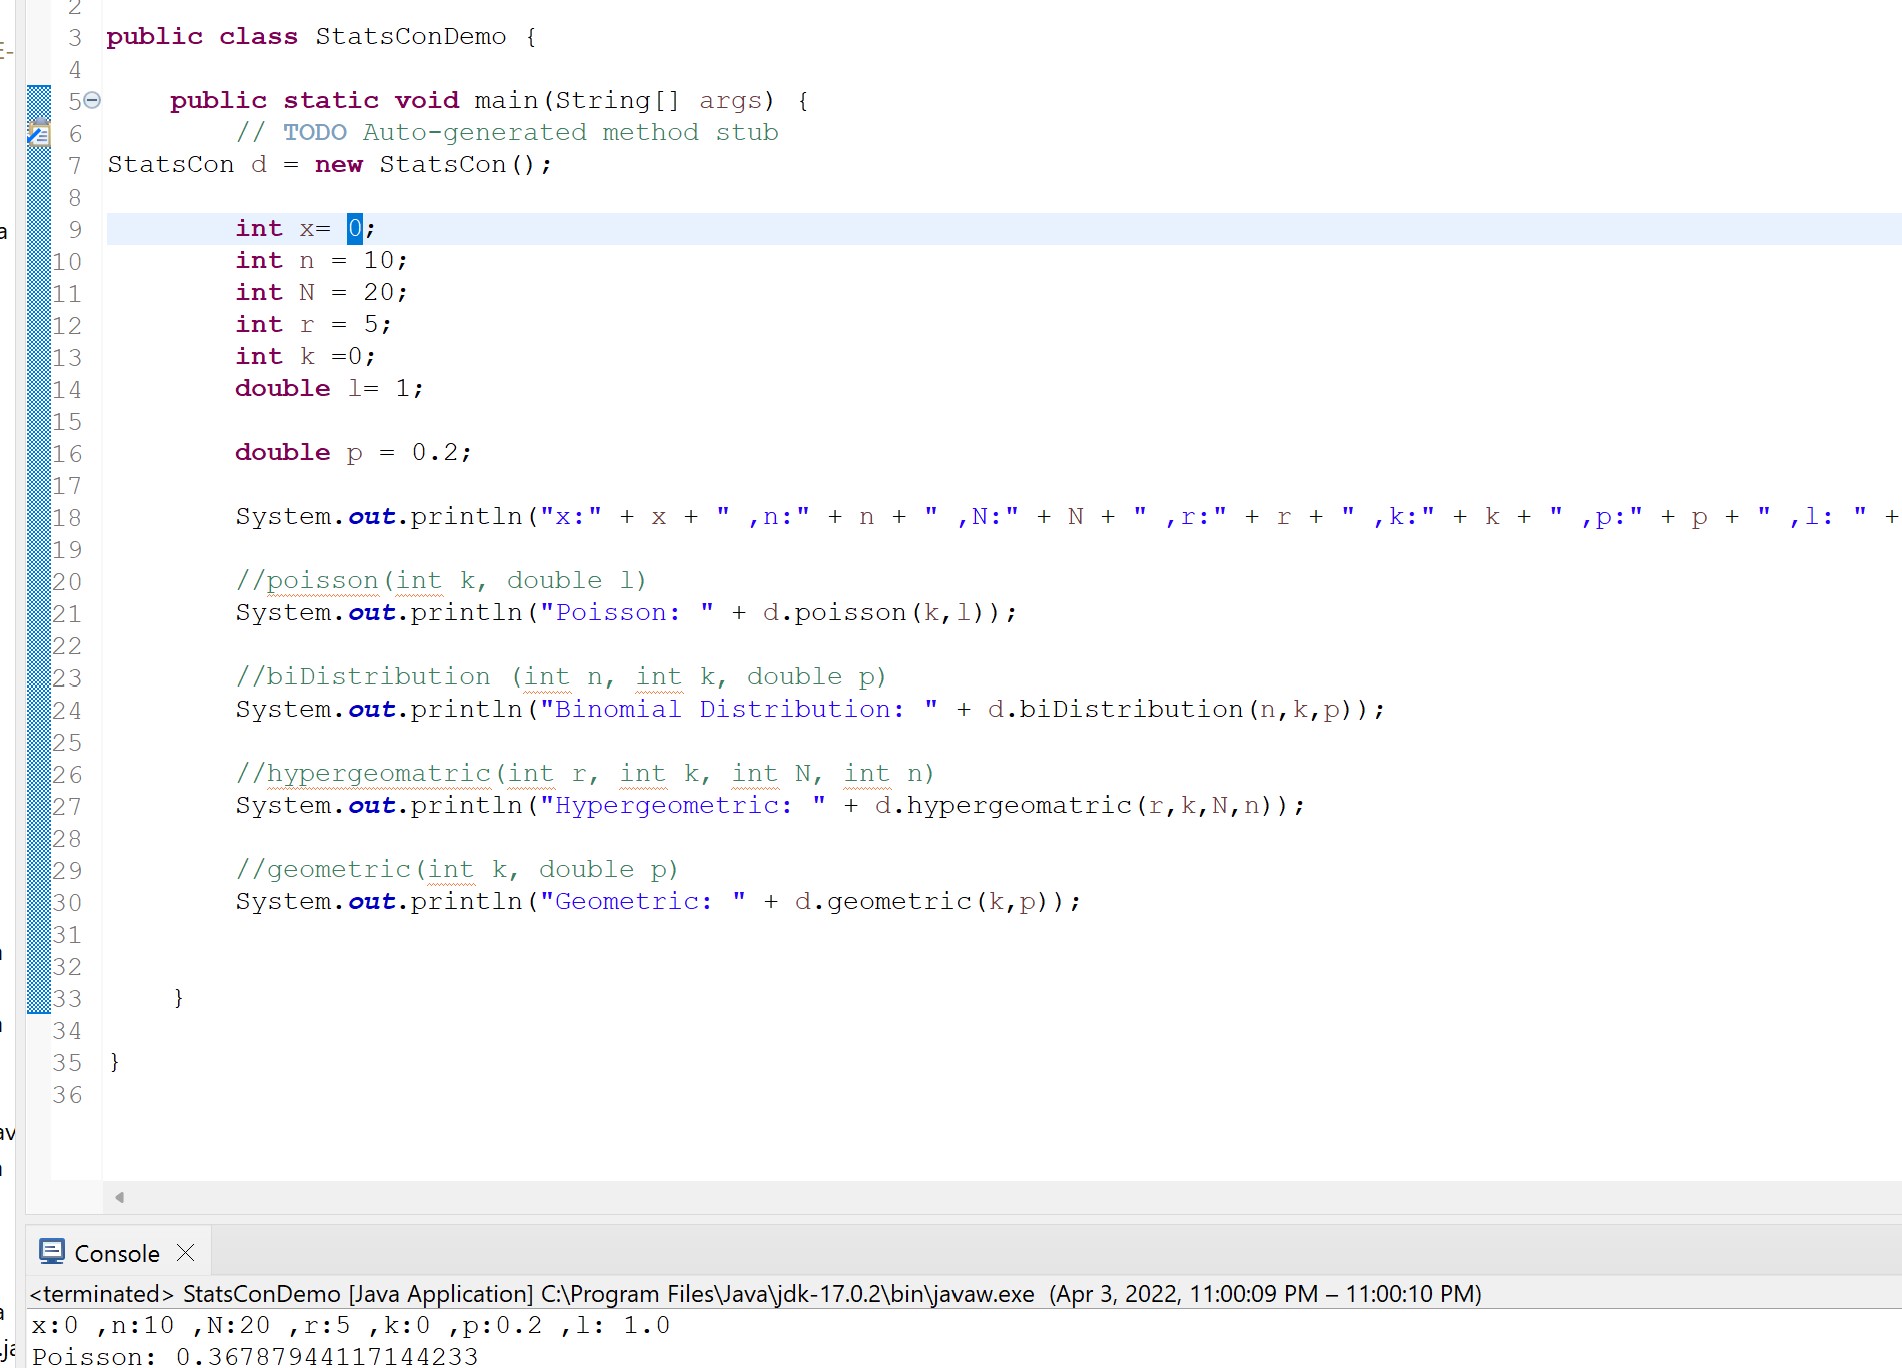 2
3 public class StatsConDemo {
4
5 public static void main(String[] args) {
6 // TODO Auto-generated method stub
7 StatsCon d = new StatsCon();
8
9 int x= 0;
10 int n = 10;
11 int N = 20;
12 int r = 5;
13 int k =0;
14 double l= 1;
15
16 double p = 0.2;
17
18 System.out.println("x:" + x + " ,n:" + n + " ,N:" + N + " ,r:" + r + " ,k:" + k + " ,p:" + p + " ,l: " +
19
20 //poisson(int k, double l)
21 System.out.println("Poisson: " + d.poisson(k,l));
22
23 //biDistribution (int n, int k, double p)
24 System.out.println("Binomial Distribution: " + d.biDistribution(n,k,p));
25
26 //hypergeomatric(int r, int k, int N, int n)
27 System.out.println("Hypergeometric: " + d.hypergeomatric(r,k,N,n));
28
29 //geometric(int k, double p)
30 System.out.println("Geometric: " + d.geometric(k,p));
31
32
33 }
34
35 }
36
Console
<terminated> StatsConDemo [Java Application] C:\Program Files\Java\jdk-17.0.2\bin\javaw.exe (Apr 3, 2022, 11:00:09 PM – 11:00:10 PM)
x:0 ,n:10 ,N:20 ,r:5 ,k:0 ,p:0.2 ,l: 1.0
Poisson: 0.36787944117144233